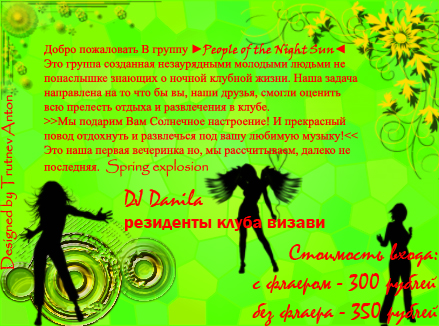 Добро пожаловать В группу ►People of the Night Sun◄
Это группа созданная незаурядными молодыми людьми не
понаслышке знающих о ночной клубной жизни. Наша задача
направлена на то что бы вы, наши друзья, смогли оценить
всю прелесть отдыха и развлечения в клубе.
>>Мы подарим Вам Солнечное настроение! И прекрасный
повод отдохнуть и развлечься под вашу любимую музыку!<<
Это наша первая вечеринка но, мы рассчитываем, далеко не
последняя. Spring explosion
DJ Danila
резиденты клуба визави
Стоимость входа:
с флаером - 300 рублей
без флаера - 350 рублей
Designed by Trutnev Anton